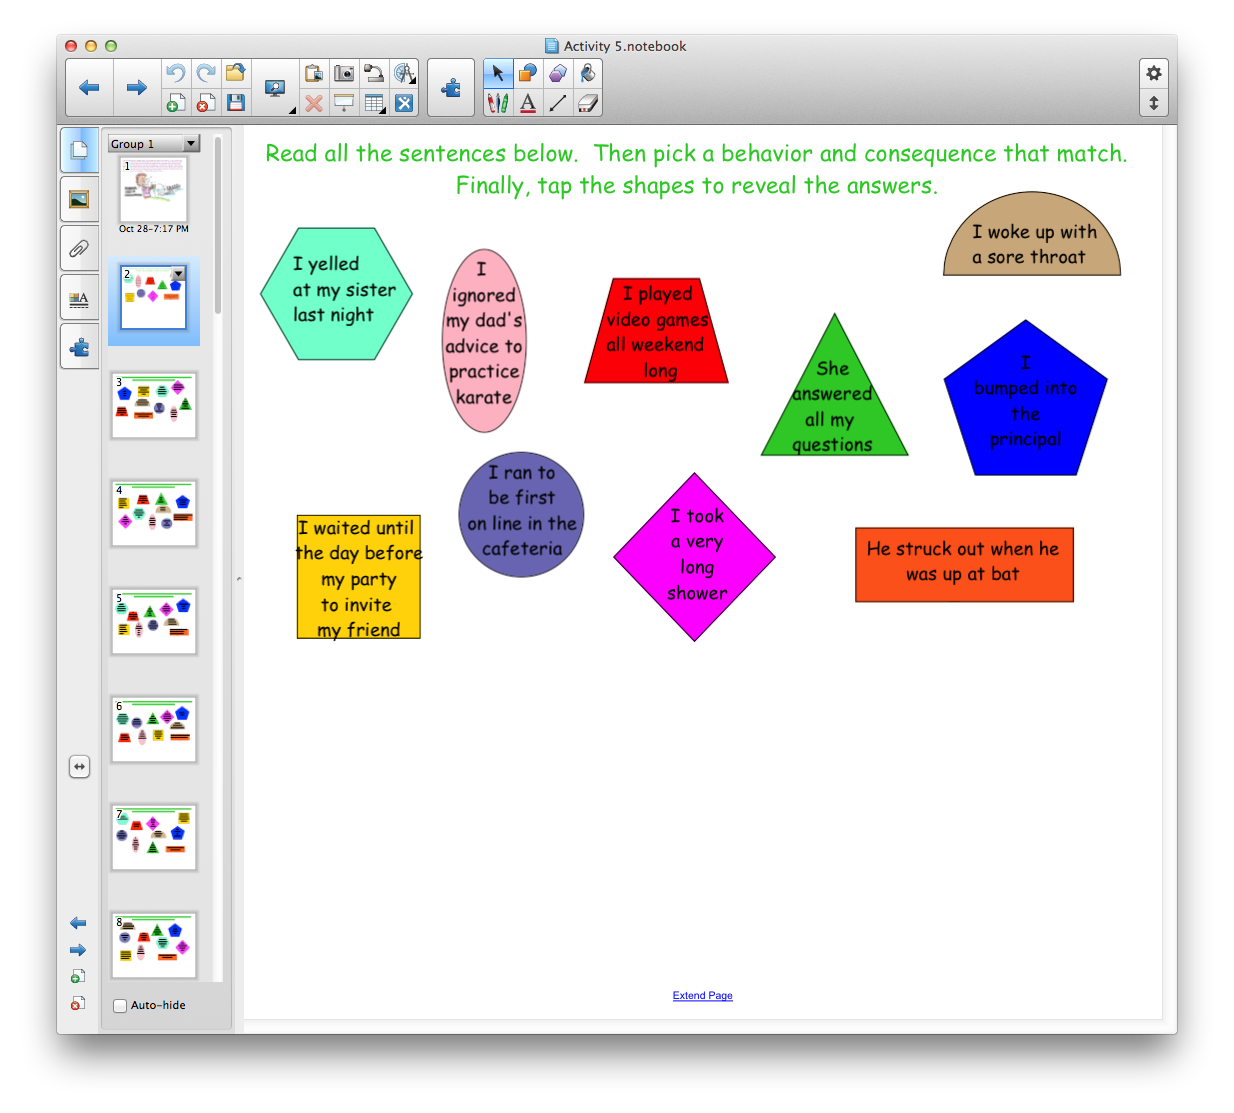 Activity 5.notebook
Group 1
1
Oct 28-7:17 PM
2
3
4
5
6
7
8
Auto-hide
Read all the sentences below.  Then pick a behavior and consequence that match.
Finally, tap the shapes to reveal the answers.
I yelled
at my sister
last night
I
ignored
my dad's
advice to
practice
karate
I played
video games
all weekend
long
I woke up with
a sore throat
She
answered
all my
questions
I
bumped into
the
principal
I waited until
the day before
my party
to invite
my friend
I ran to
be first
on line in the
cafeteria
I took
a very
long
shower
He struck out when he
was up at bat
Extend Page